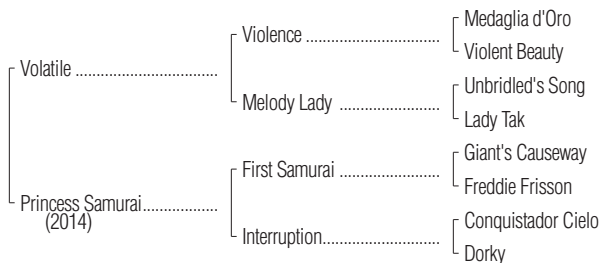 Medaglia d'Oro
Violence ........................................
Violent Beauty
Volatile ..........................................
Unbridled's Song
Melody Lady ..............................
Lady Tak
Giant's Causeway
First Samurai ..............................
Freddie Frisson
Princess Samurai......................
(2014)
Conquistador Cielo
Interruption...................................
Dorky